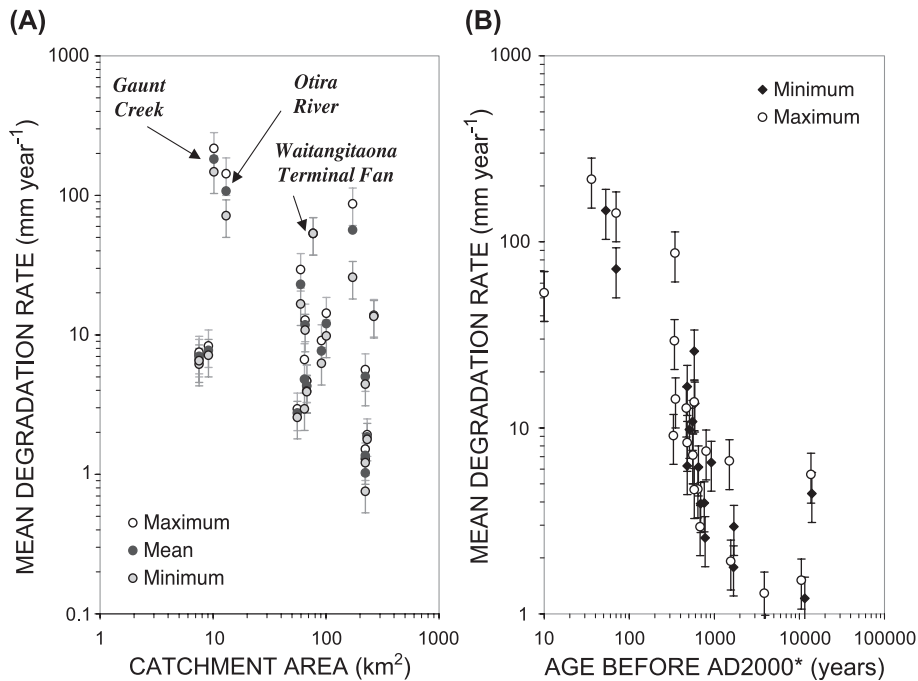 (A)
MEAN DEGRADATION RATE (mm year-1)
1000
100
10
1
0.1
Gaunt
Creek
Otira
River
Waitangitaona
Terminal Fan
Maximum
Mean
Minimum
1 10 100 1000
CATCHMENT AREA (km2)
(B)
MEAN DEGRADATION RATE (mm year-1)
1000
100
10
1
Minimum
Maximum
10 100 1000 10000 100000
AGE BEFORE AD2000* (years)